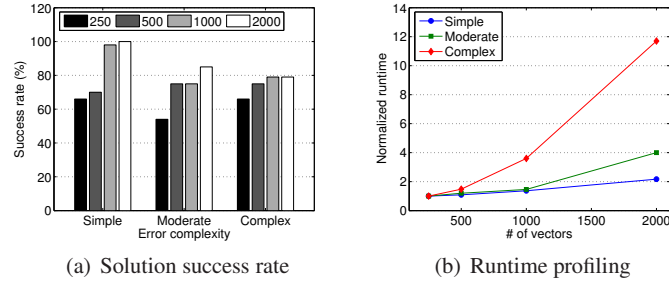 250 500 1000 2000
Success rate (%)
120
100
80
60
40
20
0
Simple Moderate Complex
Error complexity
(a) Solution success rate
Simple
Moderate
Complex
Normalized runtime
14
12
10
8
6
4
2
0
500 1000 1500 2000
# of vectors
(b) Runtime profiling